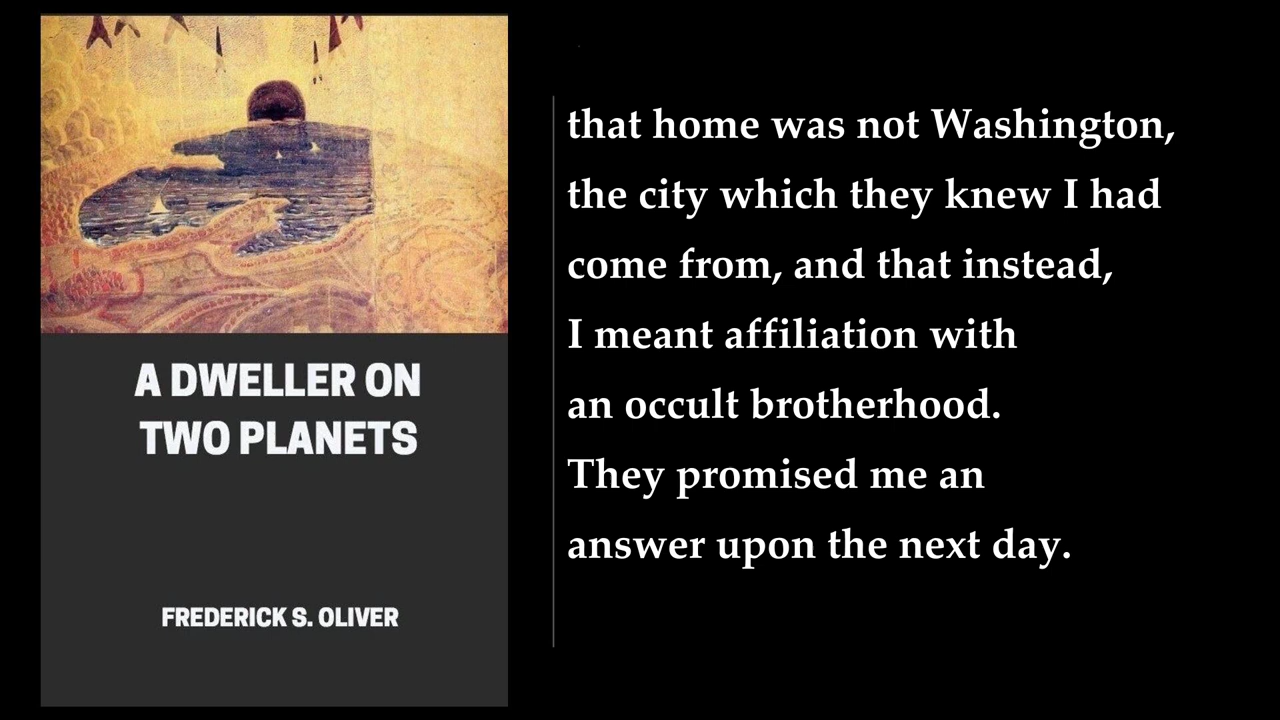 A DWELLER ON
TWO PLANETS
FREDERICK S. OLIVER
that home was not Washington,
the city which they knew I had
come from, and that instead,
I meant affiliation with
an occult brotherhood.
They promised me an
answer upon the next day.